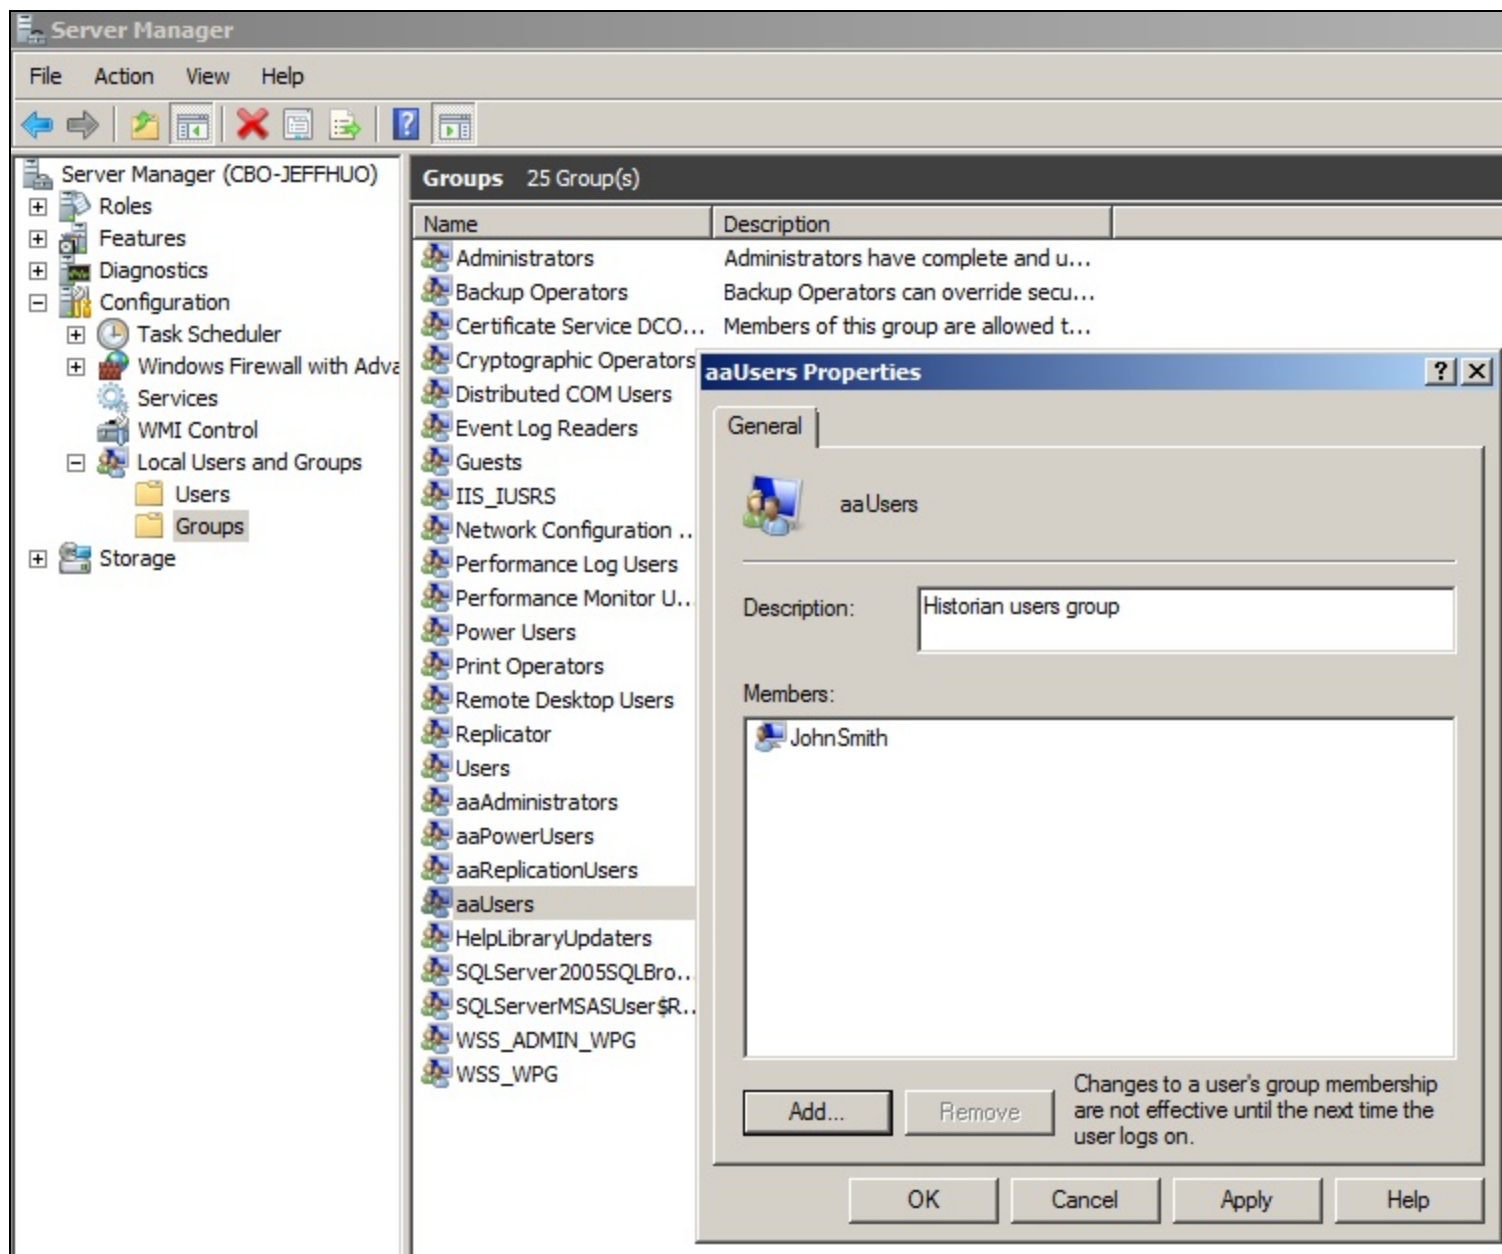 Server Manager
File Action View Help
Server Manager (CBO-JEFFHUO)
Roles
Features
Diagnostics
Configuration
Task Scheduler
Windows Firewall with Adva
Services
WMI Control
Local Users and Groups
Users
Groups
Storage
Groups 25 Group(s)
Name Description
Administrators Administrators have complete and u...
Backup Operators Backup Operators can override secu...
Certificate Service DCO... Members of this group are allowed t...
Cryptographic Operators
Distributed COM Users
Event Log Readers
Guests
IIS_IUSRS
Network Configuration ..
Performance Log Users
Performance Monitor U..
Power Users
Print Operators
Remote Desktop Users
Replicator
Users
aaAdministrators
aaPowerUsers
aaReplicationUsers
aaUsers
HelpLibraryUpdaters
SQLServer2005SQLBro..
SQLServerMSASUser$R..
WSS_ADMIN_WPG
WSS_WPG
aaUsers Properties
General
aaUsers
Description: Historian users group
Members:
JohnSmith
Add... Remove
Changes to a user's group membership
are not effective until the next time the
user logs on.
OK Cancel Apply Help